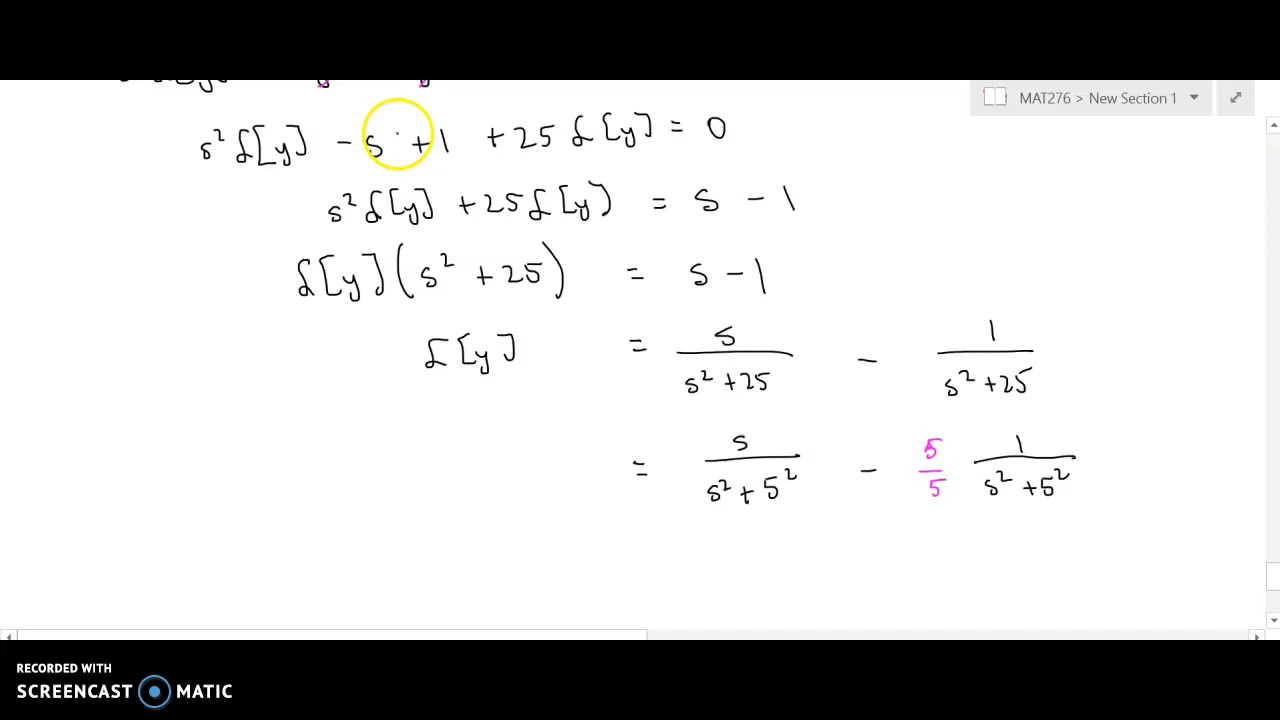 MAT276 > New Section 1
s² ℒ[y] - s + 1 + 25 ℒ[y] = 0
s² ℒ[y] + 25 ℒ[y] = s - 1
ℒ[y] (s² + 25) = s - 1
ℒ[y] = s/(s² + 25) - 1/(s² + 25)
= s/(s² + 5²) - 5/5 1/(s² + 5²)
RECORDED WITH
SCREENCAST MATIC